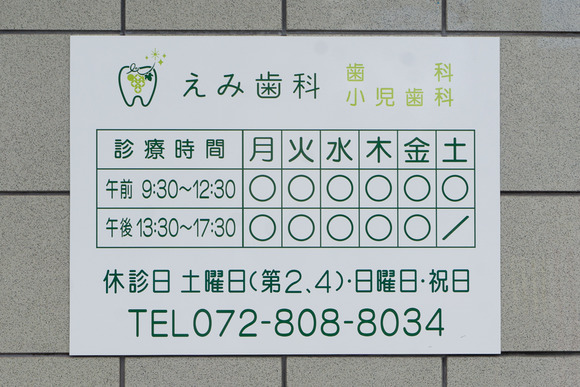 えみ歯科 歯科
小児歯科
診療時間 月 火 水 木 金 土
午前 9:30〜12:30 ○ ○ ○ ○ ○ ○
午後 13:30〜17:30 ○ ○ ○ ○ ○ /
休診日 土曜日(第2、4)・日曜日・祝日
TEL072-808-8034